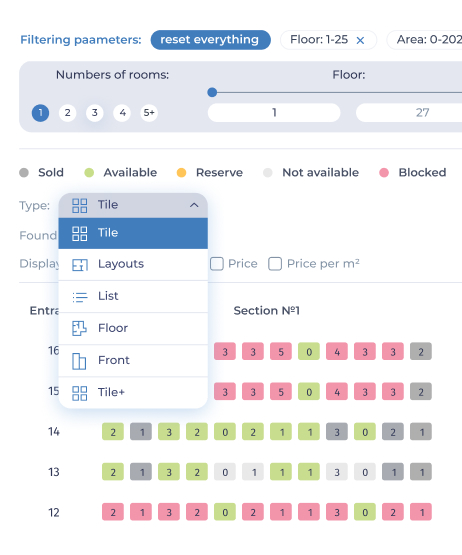 Filtering paameters: reset everything Floor: 1-25 × Area: 0-202
Numbers of rooms: Floor:
1 2 3 4 5+ 1 27
Sold Available Reserve Not available Blocked
Type: Tile
Found Tile
Display Layouts Price Price per m²
List
Entra Section №1
Floor
16 3 3 5 0 4 3 3 2
Front
15 3 3 5 0 4 3 3 2
Tile+
14 2 1 3 2 0 2 1 1 3 0 2 1
13 2 1 3 2 0 1 1 1 3 0 1 1
12 2 1 3 2 0 2 1 1 3 0 2 1